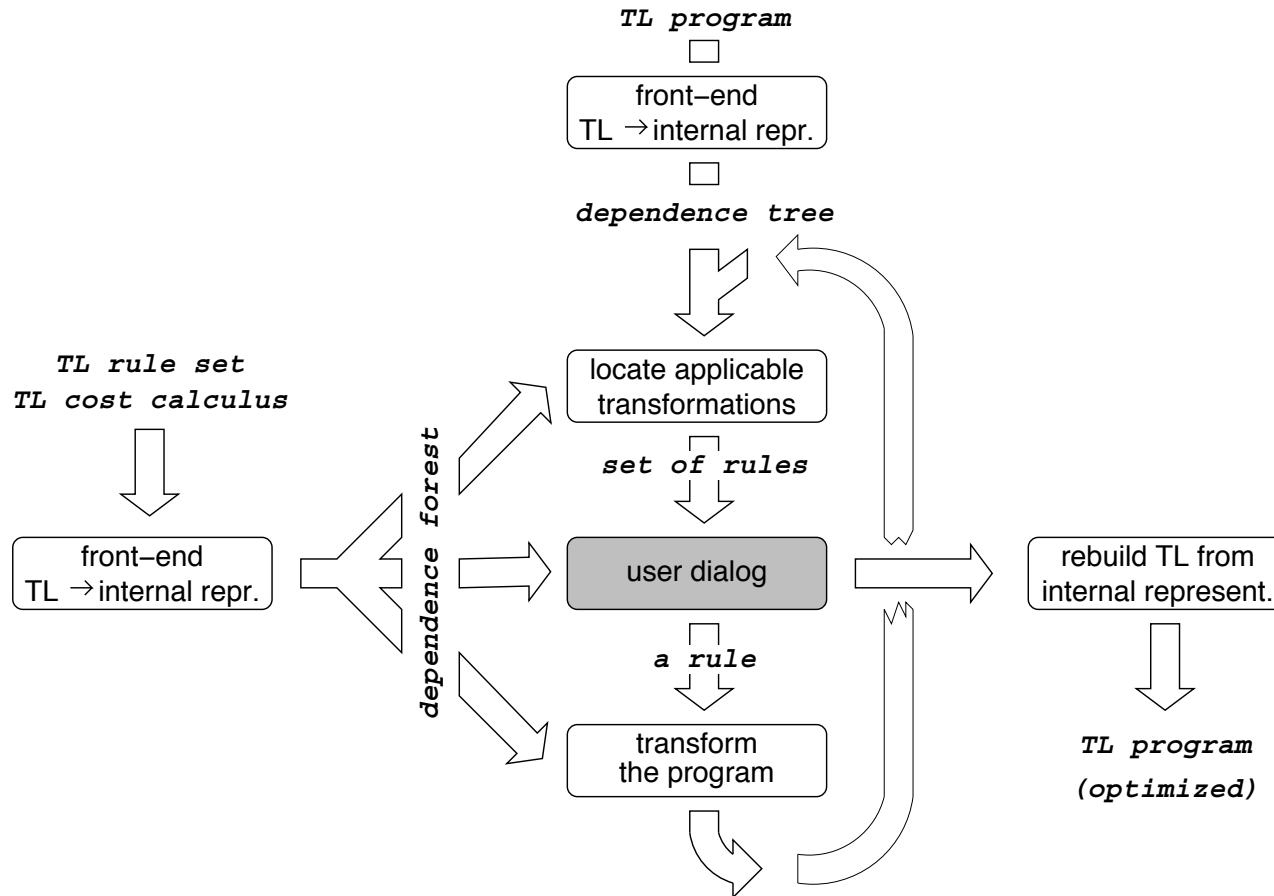 TL program
front–end
TL → internal repr.
dependence tree
TL rule set
TL cost calculus
locate applicable
transformations
dependence forest
set of rules
front–end
TL → internal repr.
user dialog
rebuild TL from
internal represent.
a rule
transform
the program
TL program
(optimized)